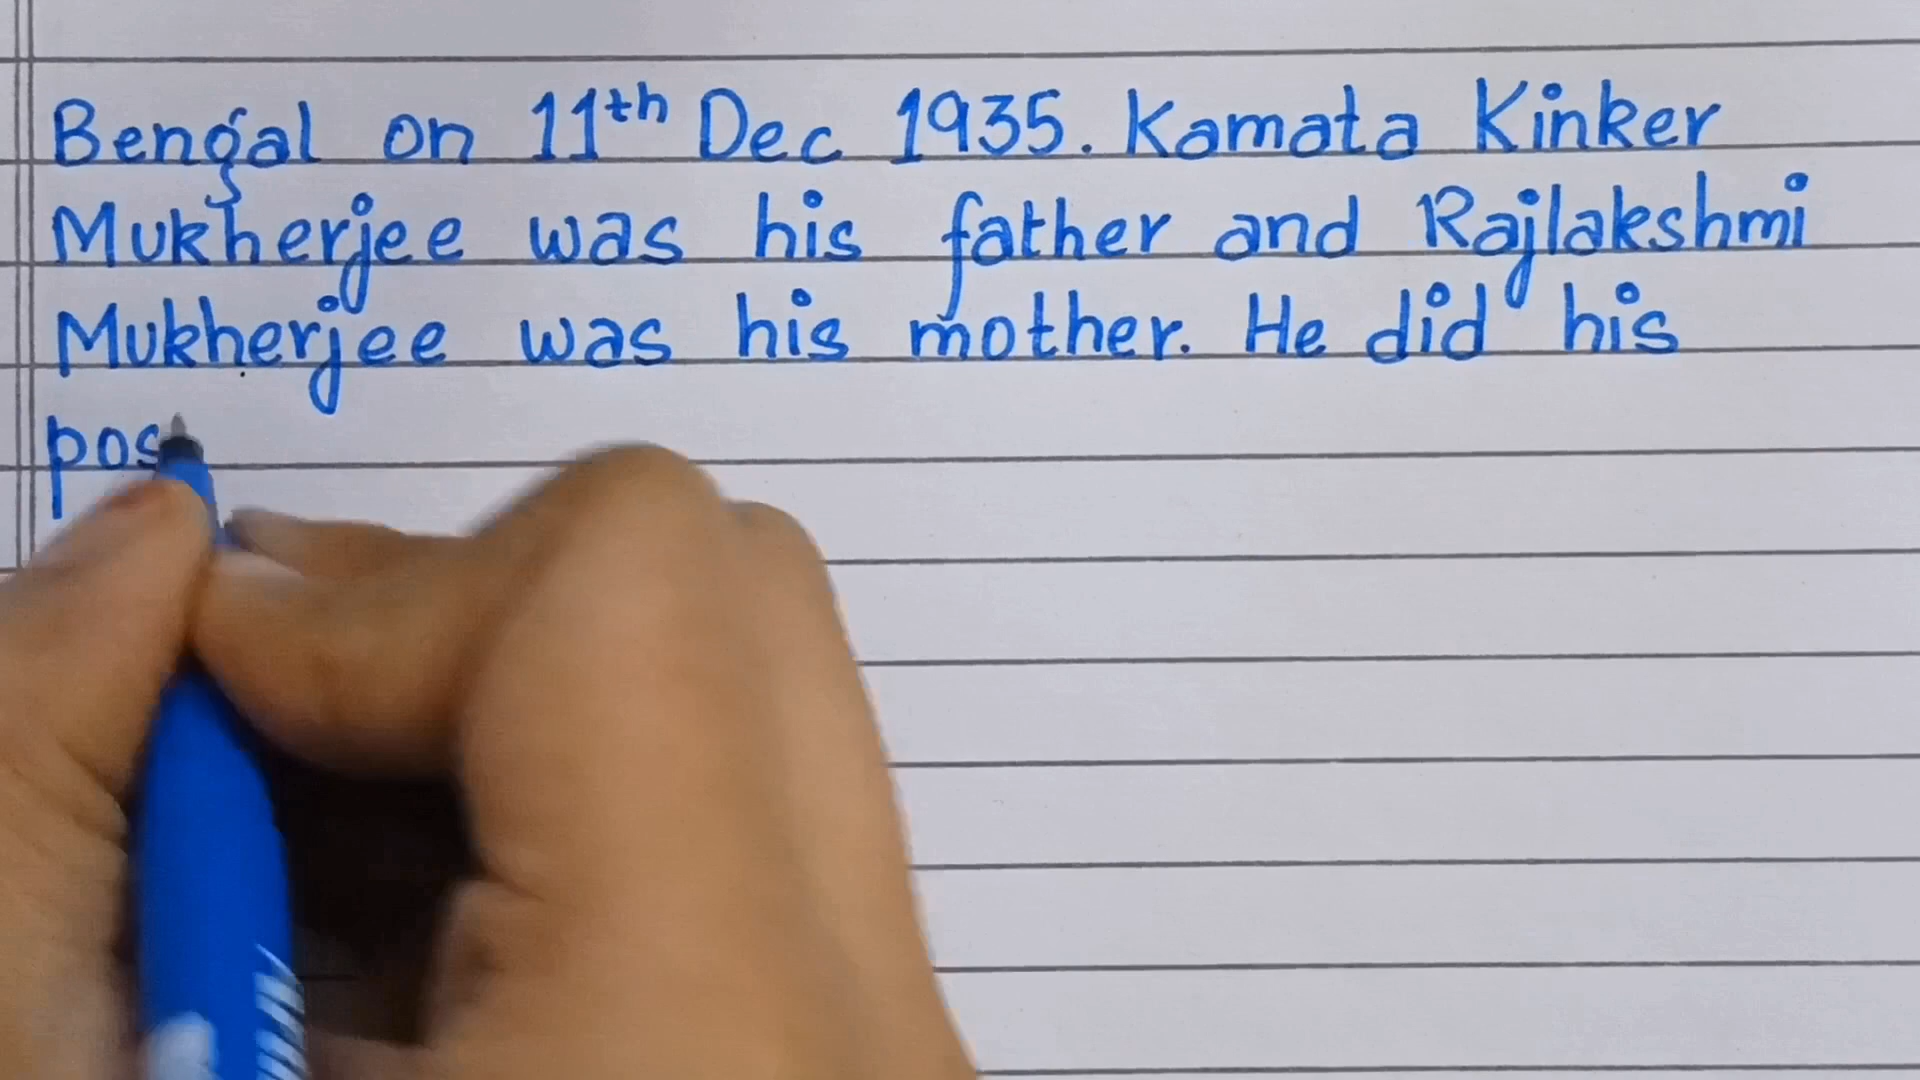 Bengal on 11th Dec 1935. Kamata Kinker
Mukherjee was his father and Rajlakshmi
Mukherjee was his mother. He did his
pos